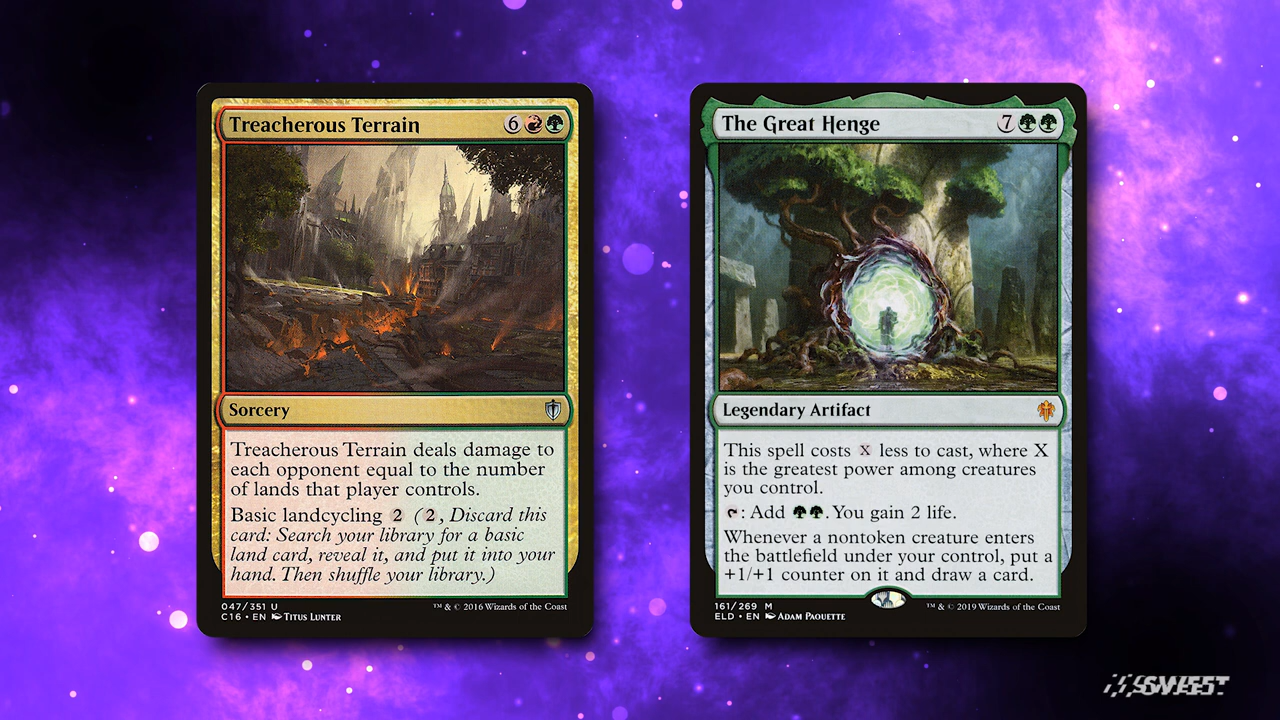 Treacherous Terrain 6
Sorcery
Treacherous Terrain deals damage to
each opponent equal to the number
of lands that player controls.
Basic landcycling 2 (2, Discard this
card: Search your library for a basic
land card, reveal it, and put it into your
hand. Then shuffle your library.)
047/351 U
C16 • EN TITUS LUNTER
™ & © 2016 Wizards of the Coast
The Great Henge 7
Legendary Artifact
This spell costs X less to cast, where X
is the greatest power among creatures
you control.
: Add . You gain 2 life.
Whenever a nontoken creature enters
the battlefield under your control, put a
+1/+1 counter on it and draw a card.
161/269 M
ELD • EN ADAM PAQUETTE
™ & © 2019 Wizards of the Coast